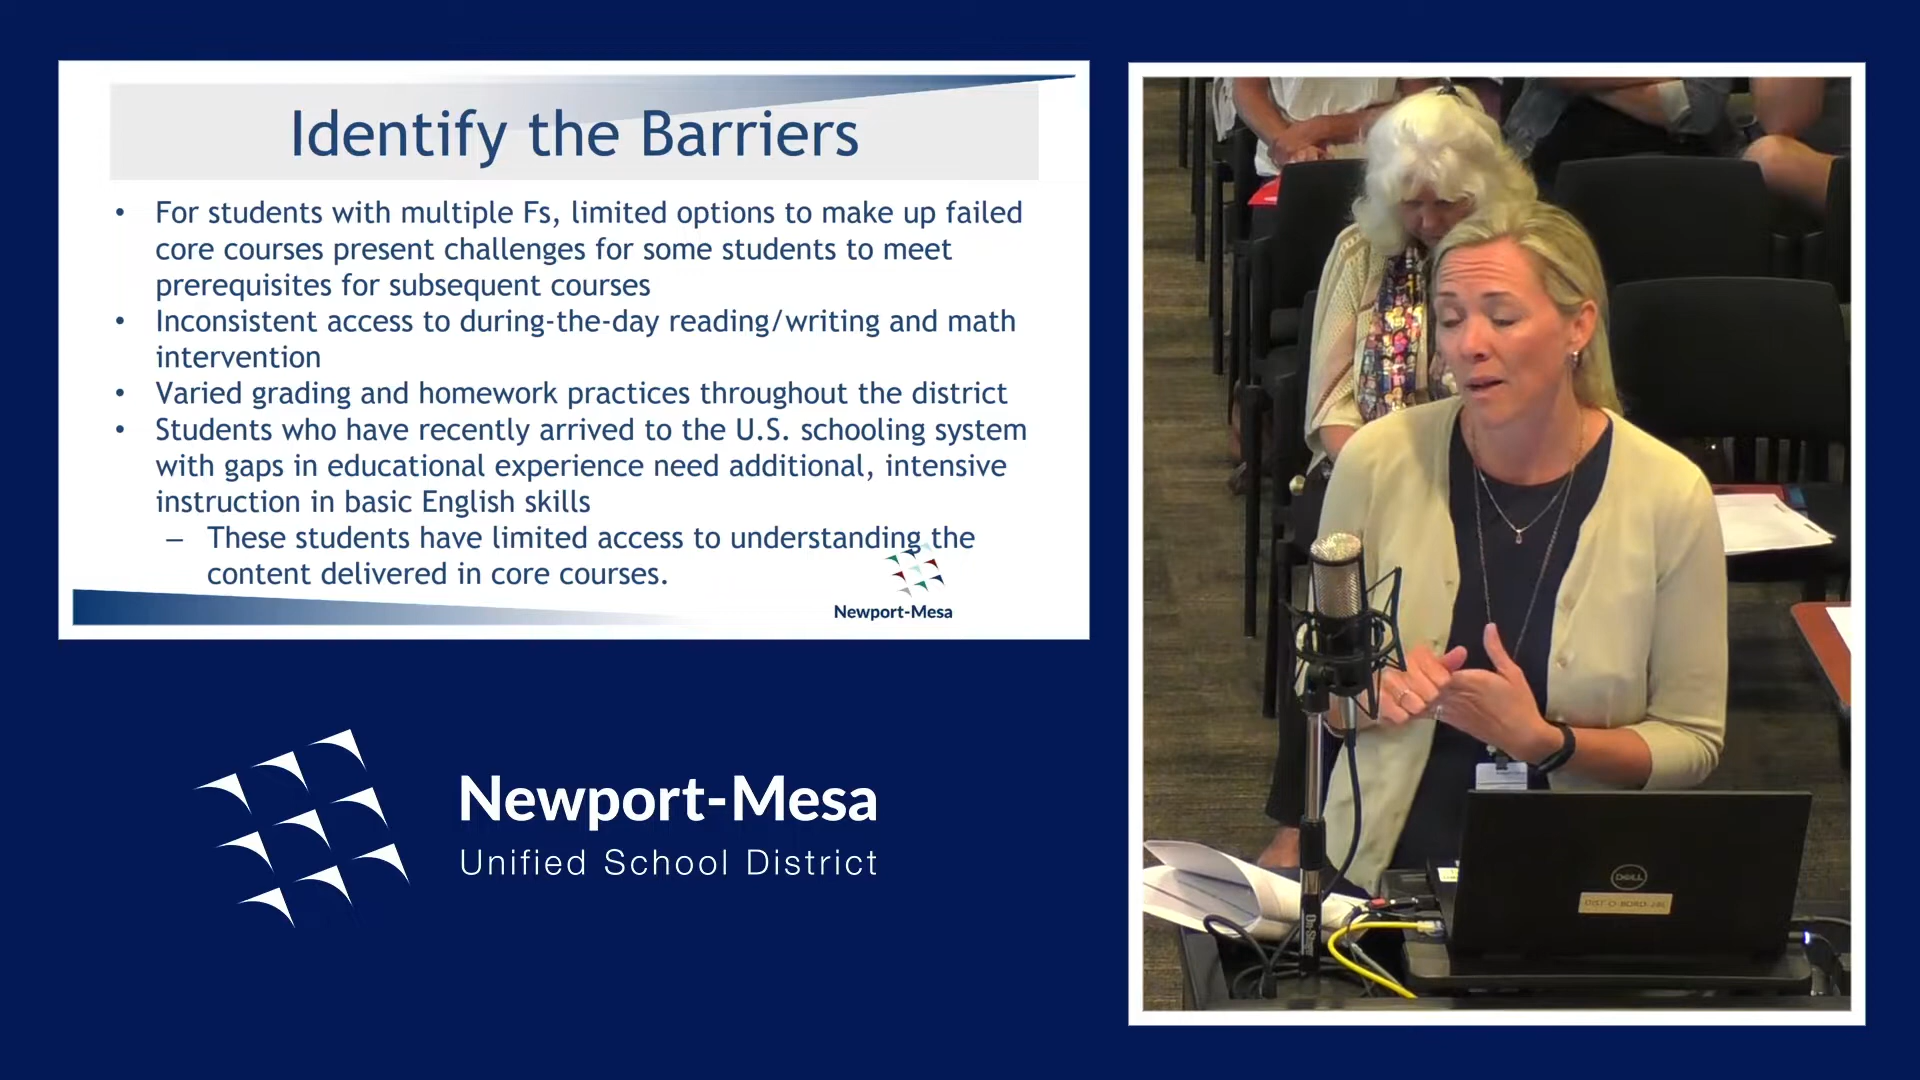 Identify the Barriers
• For students with multiple Fs, limited options to make up failed
core courses present challenges for some students to meet
prerequisites for subsequent courses
• Inconsistent access to during-the-day reading/writing and math
intervention
• Varied grading and homework practices throughout the district
• Students who have recently arrived to the U.S. schooling system
with gaps in educational experience need additional, intensive
instruction in basic English skills
– These students have limited access to understanding the
content delivered in core courses.
Newport-Mesa
Newport-Mesa
Unified School District
DELL
On-Stage